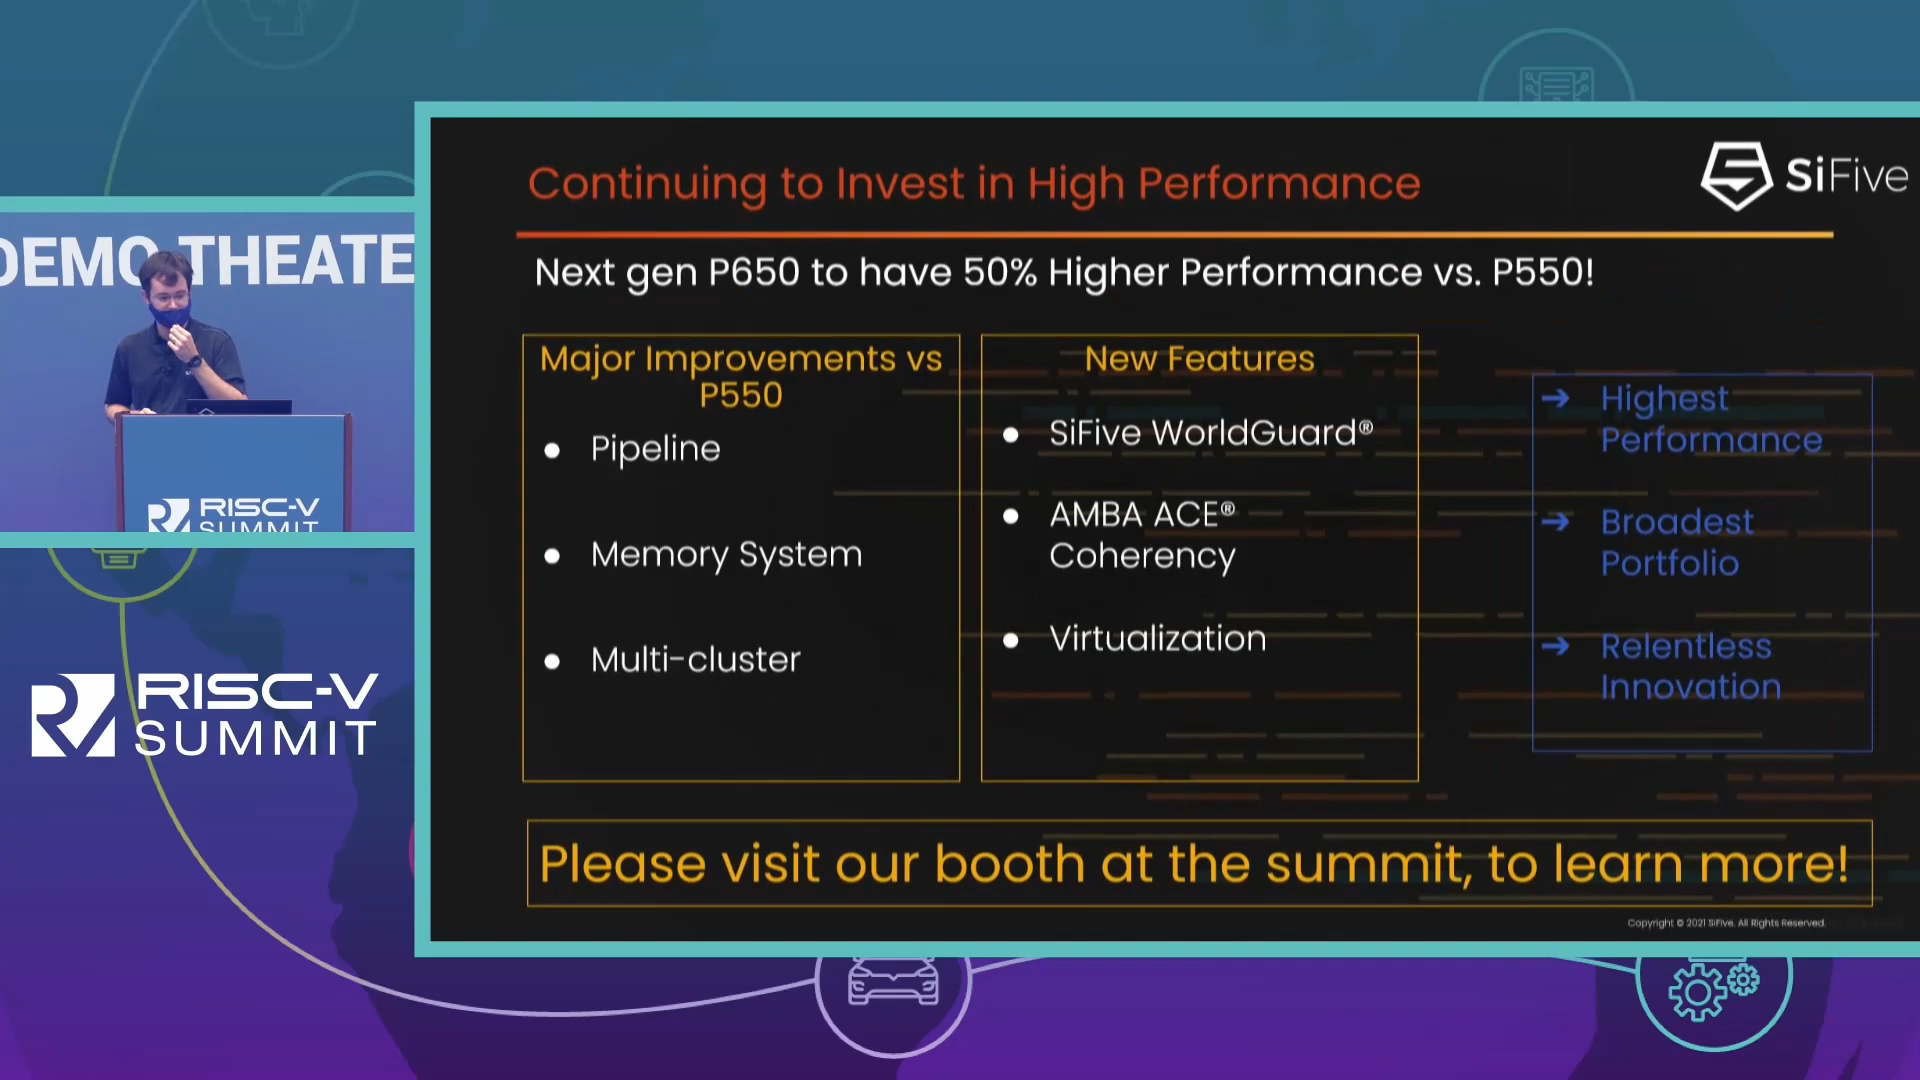 DEMO THEATE
RISC-V
SUMMIT
RISC-V
SUMMIT
Continuing to Invest in High Performance
SiFive
Next gen P650 to have 50% Higher Performance vs. P550!
Major Improvements vs
P550
● Pipeline
● Memory System
● Multi-cluster
New Features
● SiFive WorldGuard®
● AMBA ACE®
Coherency
● Virtualization
➔ Highest
Performance
➔ Broadest
Portfolio
➔ Relentless
Innovation
Please visit our booth at the summit, to learn more!
Copyright © 2021 SiFive. All Rights Reserved.